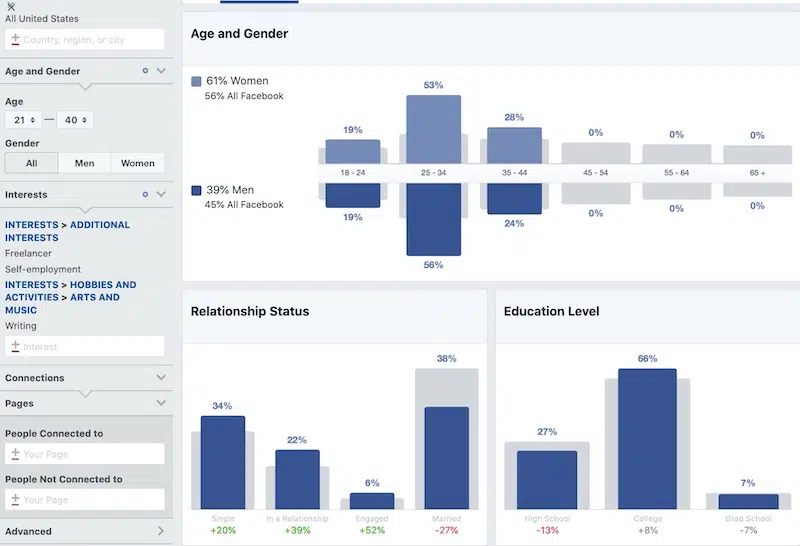 All United States
Country, region, or city
Age and Gender
Age
21 — 40
Gender
All Men Women
Interests
INTERESTS > ADDITIONAL
INTERESTS
Freelancer
Self-employment
INTERESTS > HOBBIES AND
ACTIVITIES > ARTS AND
MUSIC
Writing
Interest
Connections
Pages
People Connected to
Your Page
People Not Connected to
Your Page
Advanced
Age and Gender
61% Women
56% All Facebook
19% 53% 28% 0% 0% 0%
18 - 24 25 - 34 35 - 44 45 - 54 55 - 64 65 +
39% Men
45% All Facebook
19% 56% 24% 0% 0% 0%
Relationship Status
34% 22% 6% 38%
Single In a Relationship Engaged Married
+20% +39% +52% -27%
Education Level
27% 66% 7%
High School College Grad School
-13% +8% -7%